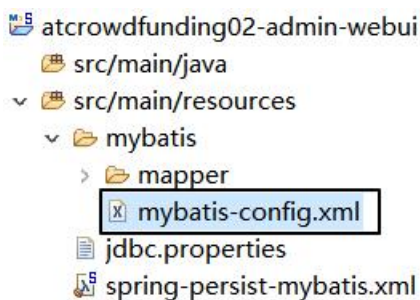 atcrowdfunding02-admin-webui
src/main/java
src/main/resources
mybatis
mapper
mybatis-config.xml
jdbc.properties
spring-persist-mybatis.xml